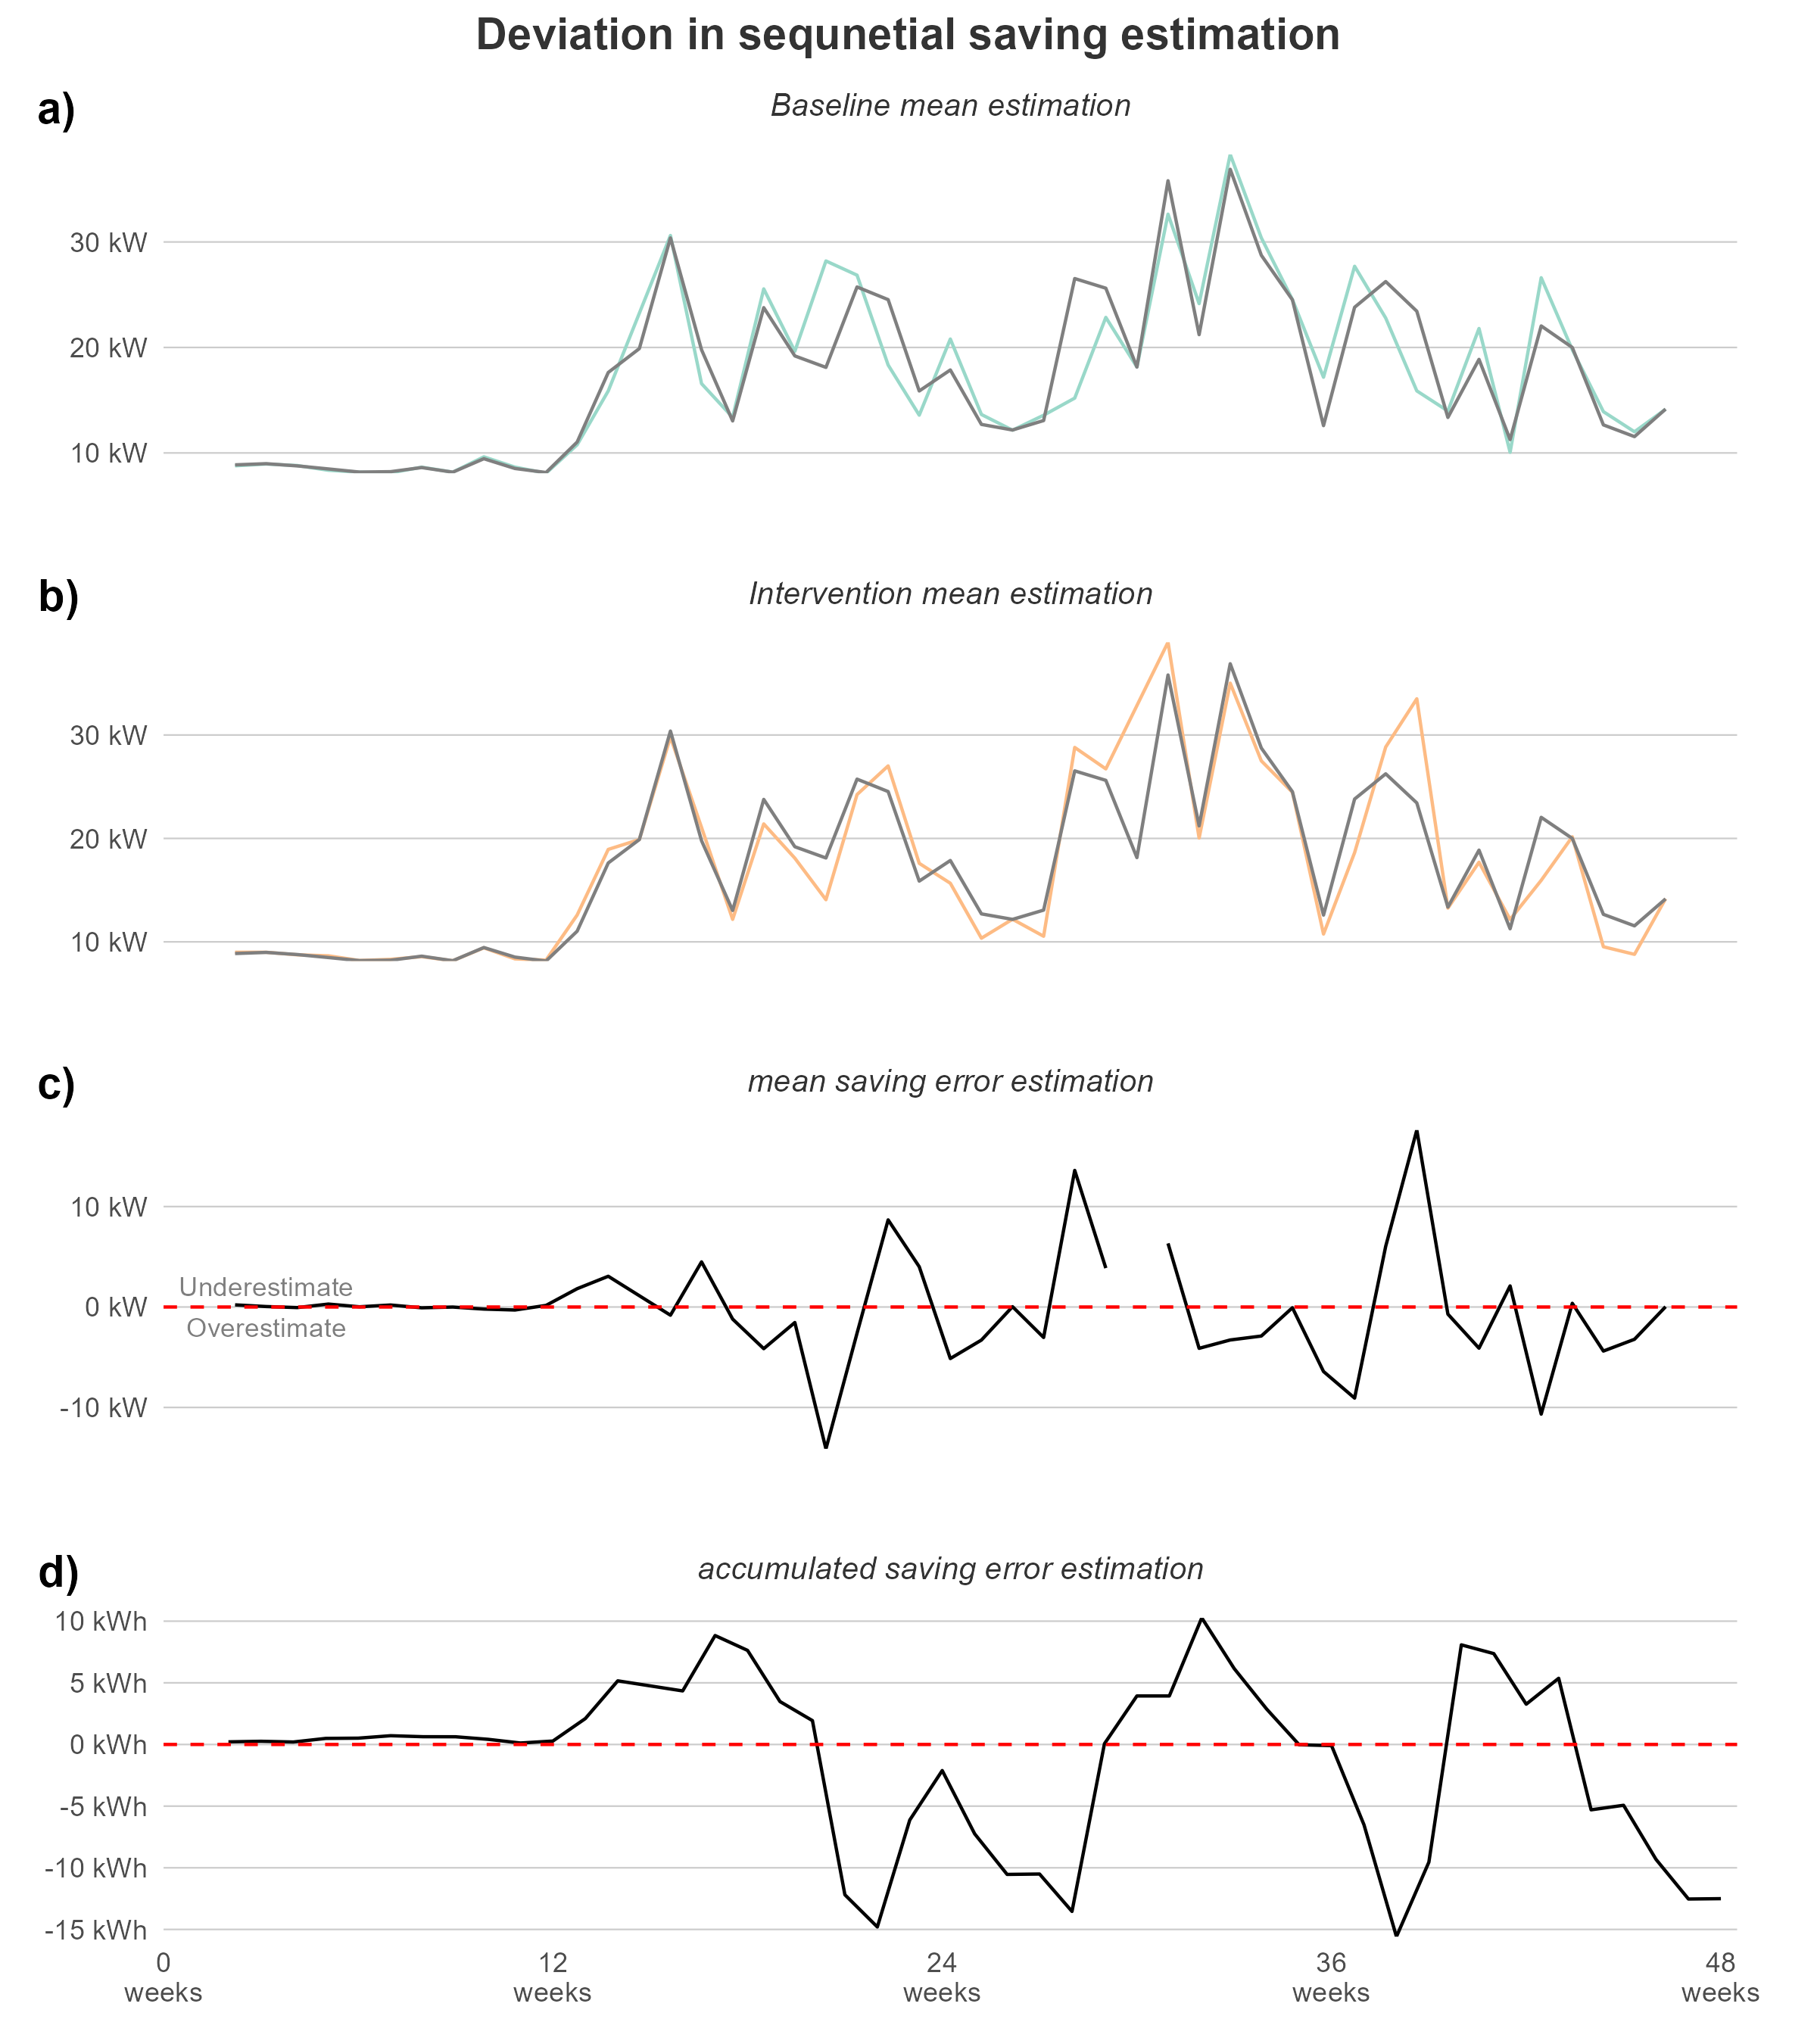 Deviation in sequnetial saving estimation
a)
Baseline mean estimation
30 kW
20 kW
10 kW
b)
Intervention mean estimation
30 kW
20 kW
10 kW
c)
mean saving error estimation
10 kW
Underestimate
0 kW
Overestimate
-10 kW
d)
accumulated saving error estimation
10 kWh
5 kWh
0 kWh
-5 kWh
-10 kWh
-15 kWh
0 12 24 36 48
weeks weeks weeks weeks weeks